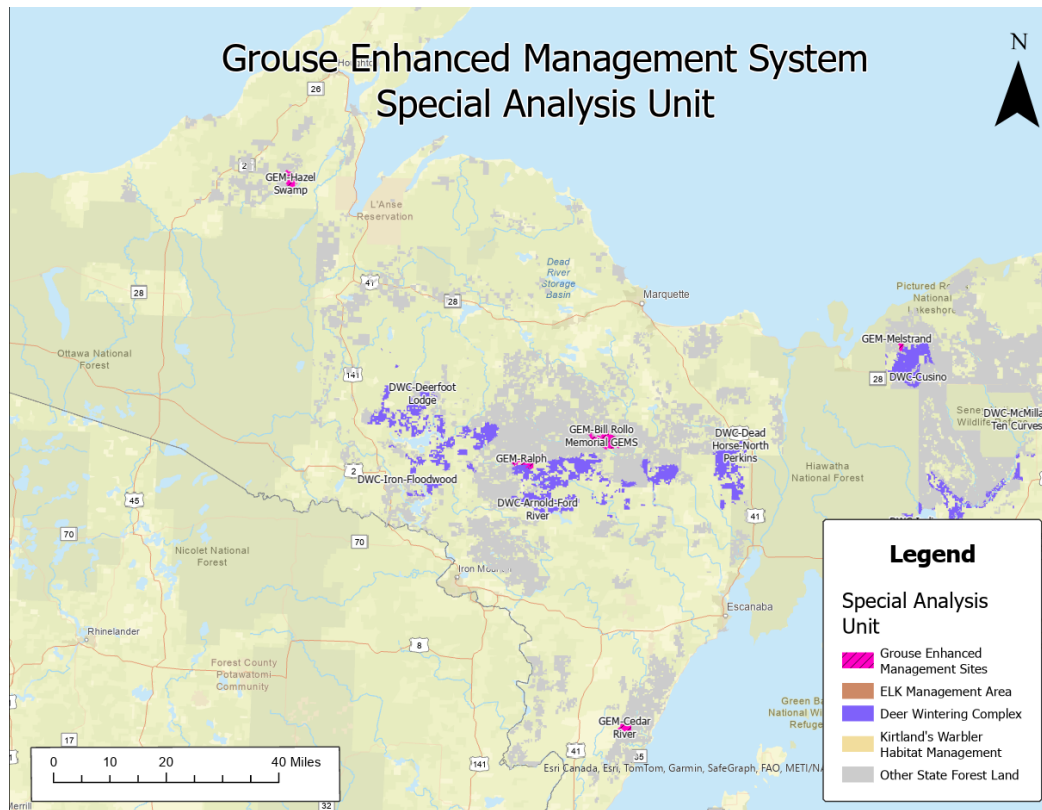 Grouse Enhanced Management System
Special Analysis Unit
N
Houghton
26
GEM-Hazel
Swamp
L'Anse
Reservation
41
28
Dead
River
Storage
Basin
Marquette
28
Ottawa National
Forest
141
Pictured
National
Lakeshore
GEM-Melstrand
28
DWC-Cusino
DWC-Deerfoot
Lodge
GEM-Bill Rollo
Memorial GEMS
DWC-Dead
Horse-North
Perkins
Ten Curves
GEM-Ralph
2
DWC-Iron-Floodwood
DWC-Arnold-Ford
River
Hiawatha
National Forest
45
41
70
70
Nicolet National
Forest
Iron
Escanaba
Rhinelander
8
Forest County
Potawatomi
Community
GEM-Cedar
River
41
17
141
32
Legend
Special Analysis
Unit
Grouse Enhanced
Management Sites
ELK Management Area
Deer Wintering Complex
Kirtland's Warbler
Habitat Management
Other State Forest Land
Green
National
Refuge
0 10 20 40 Miles
Esri Canada, Esri, TomTom, Garmin, SafeGraph, FAO, METI/